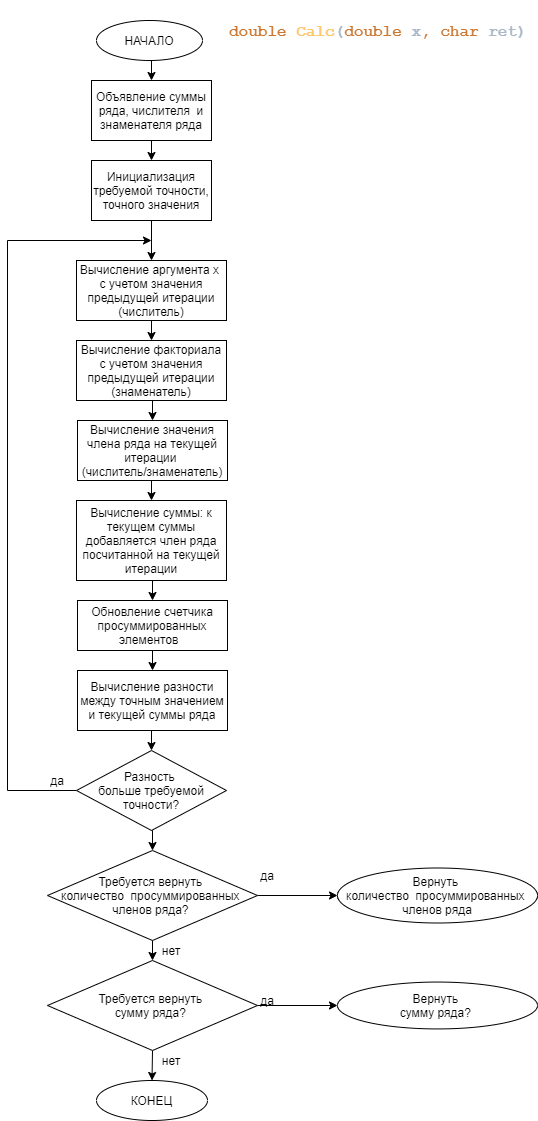 НАЧАЛО
double Calc(double x, char ret)
Объявление суммы
ряда, числителя и
знаменателя ряда
Инициализация
требуемой точности,
точного значения
Вычисление аргумента x
с учетом значения
предыдущей итерации
(числитель)
Вычисление факториала
с учетом значения
предыдущей итерации
(знаменатель)
Вычисление значения
члена ряда на текущей
итерации
(числитель/знаменатель)
Вычисление суммы: к
текущем суммы
добавляется член ряда
посчитанной на текущей
итерации
Обновление счетчика
просуммированных
элементов
Вычисление разности
между точным значением
и текущей суммы ряда
да
Разность
больше требуемой
точности?
Требуется вернуть
количество просуммированных
членов ряда?
да
Вернуть
количество просуммированных
членов ряда
нет
Требуется вернуть
сумму ряда?
да
Вернуть
сумму ряда?
нет
КОНЕЦ